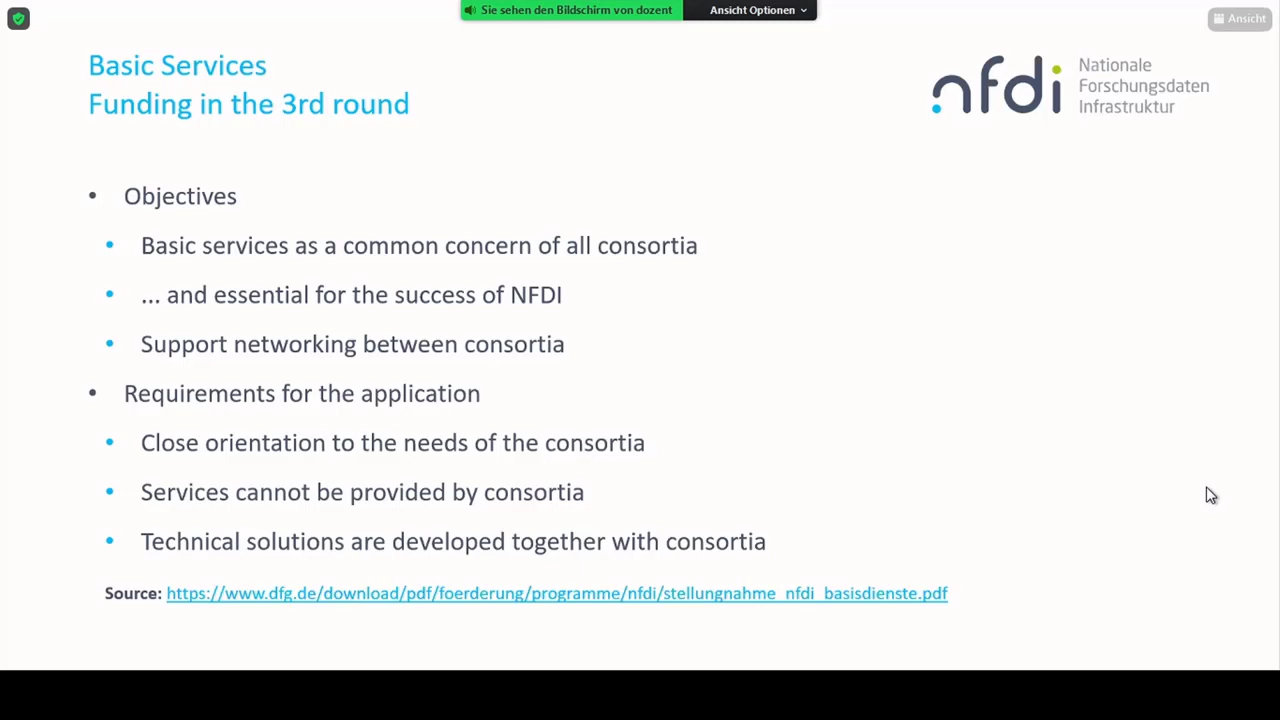 Sie sehen den Bildschirm von dozent
Ansicht Optionen
Ansicht
Basic Services
Funding in the 3rd round
nfdi
Nationale
Forschungsdaten
Infrastruktur
• Objectives
• Basic services as a common concern of all consortia
• ... and essential for the success of NFDI
• Support networking between consortia
• Requirements for the application
• Close orientation to the needs of the consortia
• Services cannot be provided by consortia
• Technical solutions are developed together with consortia
Source: https://www.dfg.de/download/pdf/foerderung/programme/nfdi/stellungnahme_nfdi_basisdienste.pdf